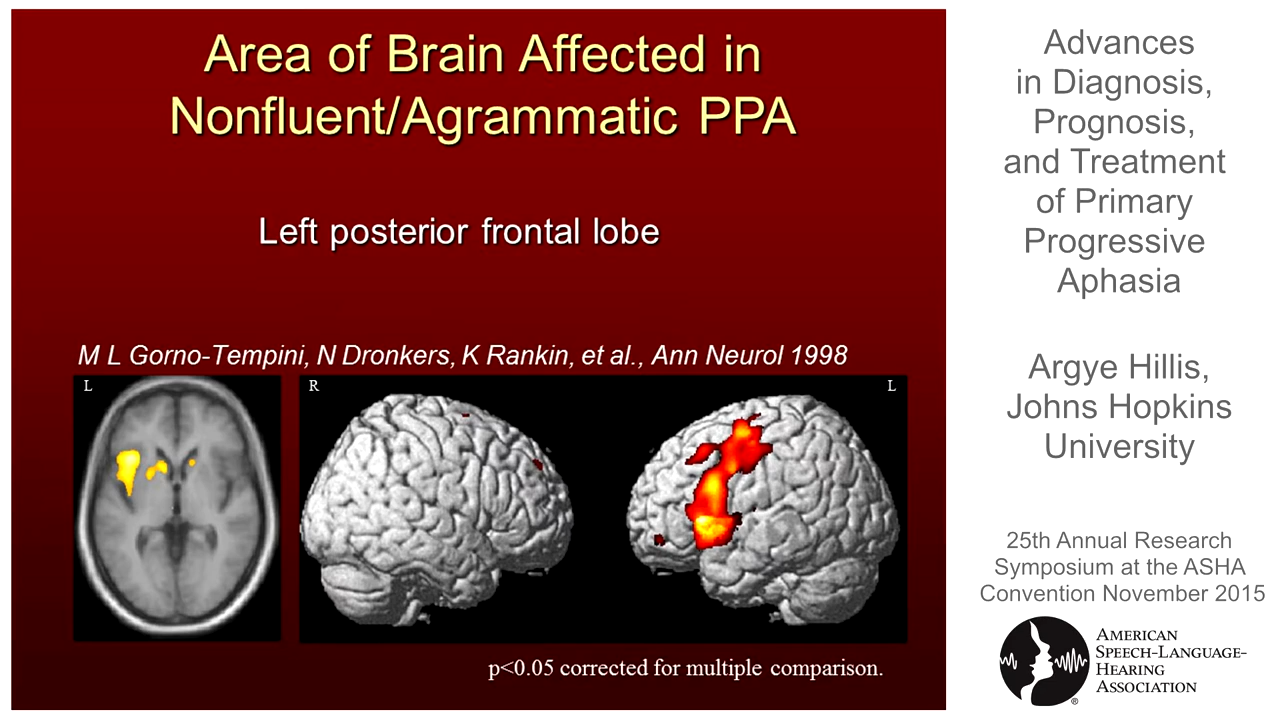 Area of Brain Affected in
Nonfluent/Agrammatic PPA
Left posterior frontal lobe
M L Gorno-Tempini, N Dronkers, K Rankin, et al., Ann Neurol 1998
L
R
L
p<0.05 corrected for multiple comparison.
Advances
in Diagnosis,
Prognosis,
and Treatment
of Primary
Progressive
Aphasia
Argye Hillis,
Johns Hopkins
University
25th Annual Research
Symposium at the ASHA
Convention November 2015
AMERICAN
SPEECH-LANGUAGE-
HEARING
ASSOCIATION
®